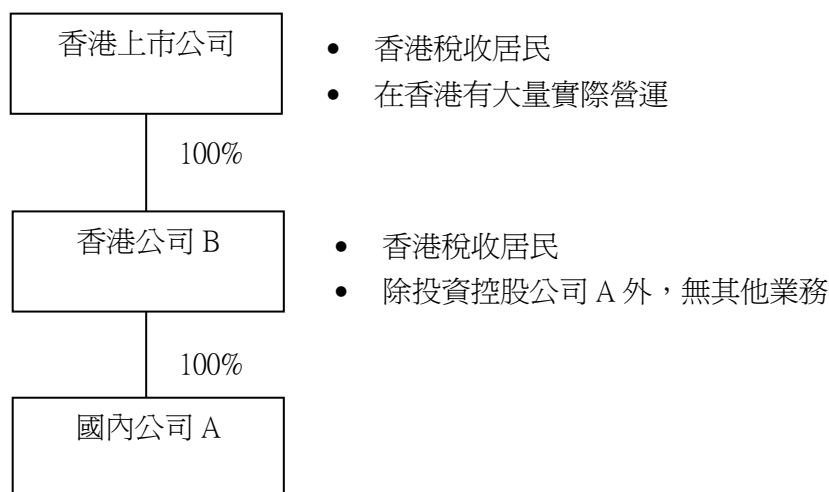 香港上市公司
• 香港稅收居民
• 在香港有大量實際營運
100%
香港公司 B
• 香港稅收居民
• 除投資控股公司 A 外，無其他業務
100%
國內公司 A